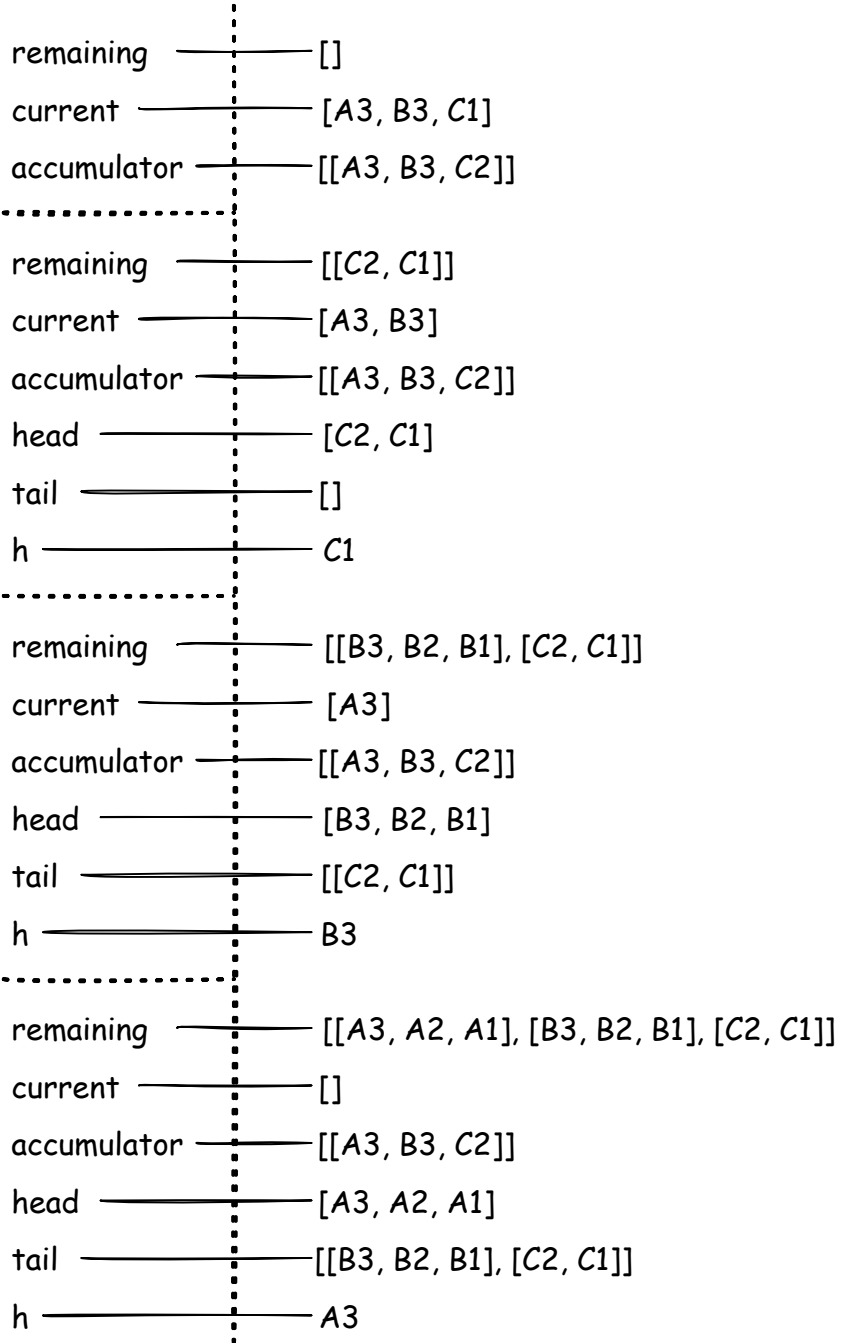 remaining []
current [A3, B3, C1]
accumulator [[A3, B3, C2]]
remaining [[C2, C1]]
current [A3, B3]
accumulator [[A3, B3, C2]]
head [C2, C1]
tail []
h C1
remaining [[B3, B2, B1], [C2, C1]]
current [A3]
accumulator [[A3, B3, C2]]
head [B3, B2, B1]
tail [[C2, C1]]
h B3
remaining [[A3, A2, A1], [B3, B2, B1], [C2, C1]]
current []
accumulator [[A3, B3, C2]]
head [A3, A2, A1]
tail [[B3, B2, B1], [C2, C1]]
h A3